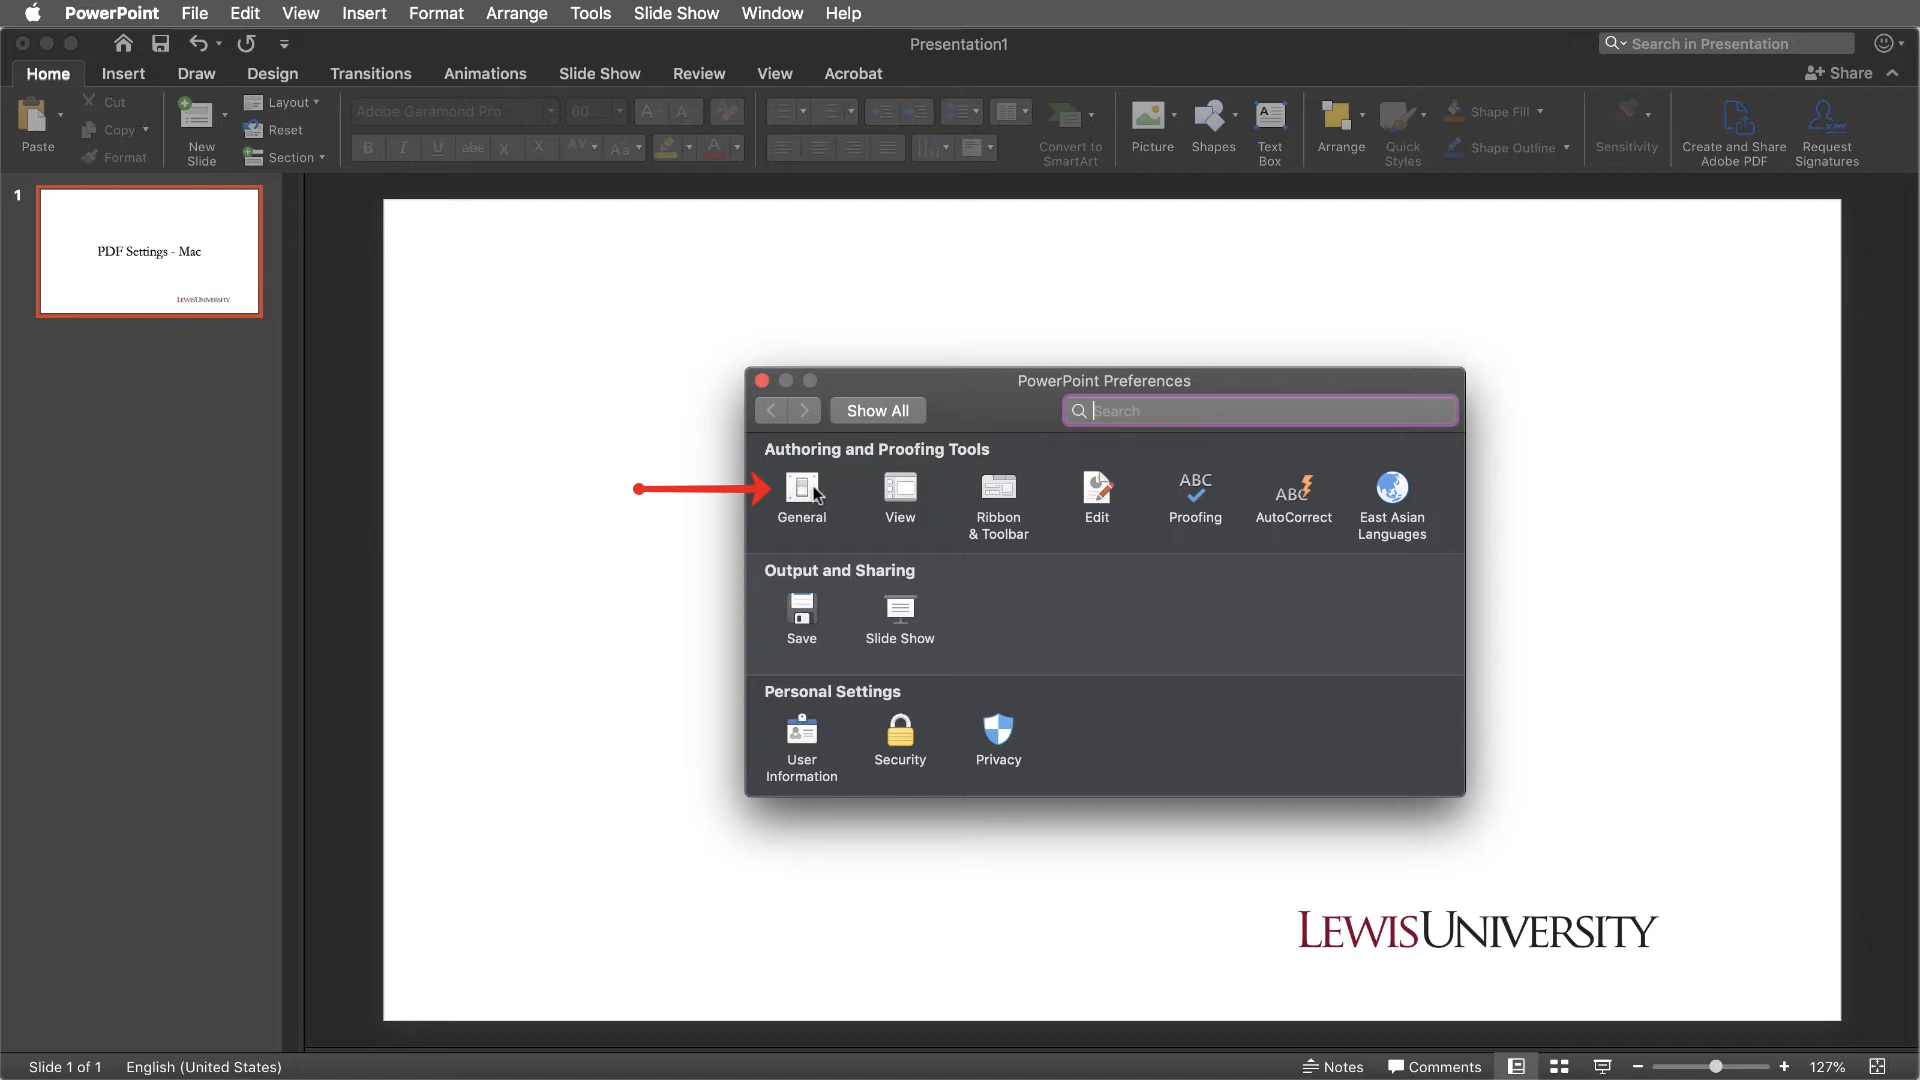 PowerPoint File Edit View Insert Format Arrange Tools Slide Show Window Help
Presentation1
Search in Presentation
Home Insert Draw Design Transitions Animations Slide Show Review View Acrobat
Share
Paste
Cut
Copy
Format
New
Slide
Layout
Reset
Section
Adobe Garamond Pro 60
Convert to
SmartArt
Picture
Shapes
Text
Box
Arrange
Quick
Styles
Shape Fill
Shape Outline
Sensitivity
Create and Share
Adobe PDF
Request
Signatures
1
PDF Settings - Mac
LEWISUNIVERSITY
PowerPoint Preferences
Show All
Search
Authoring and Proofing Tools
General
View
Ribbon
& Toolbar
Edit
ABC
Proofing
ABC
AutoCorrect
East Asian
Languages
Output and Sharing
Save
Slide Show
Personal Settings
User
Information
Security
Privacy
LEWISUNIVERSITY
Slide 1 of 1 English (United States)
Notes Comments 127%